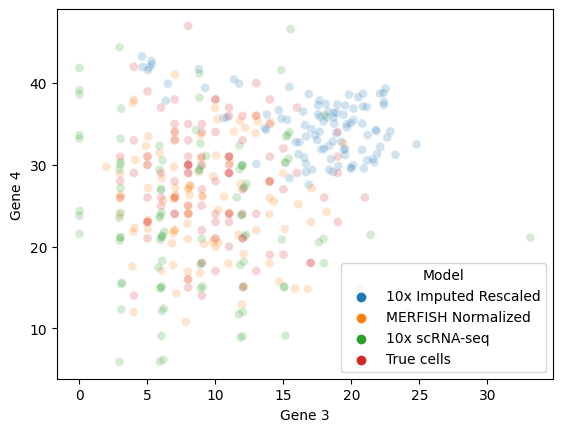 40
30
20
10
Gene 4
0
5
10
15
20
25
30
Gene 3
Model
10x Imputed Rescaled
MERFISH Normalized
10x scRNA-seq
True cells